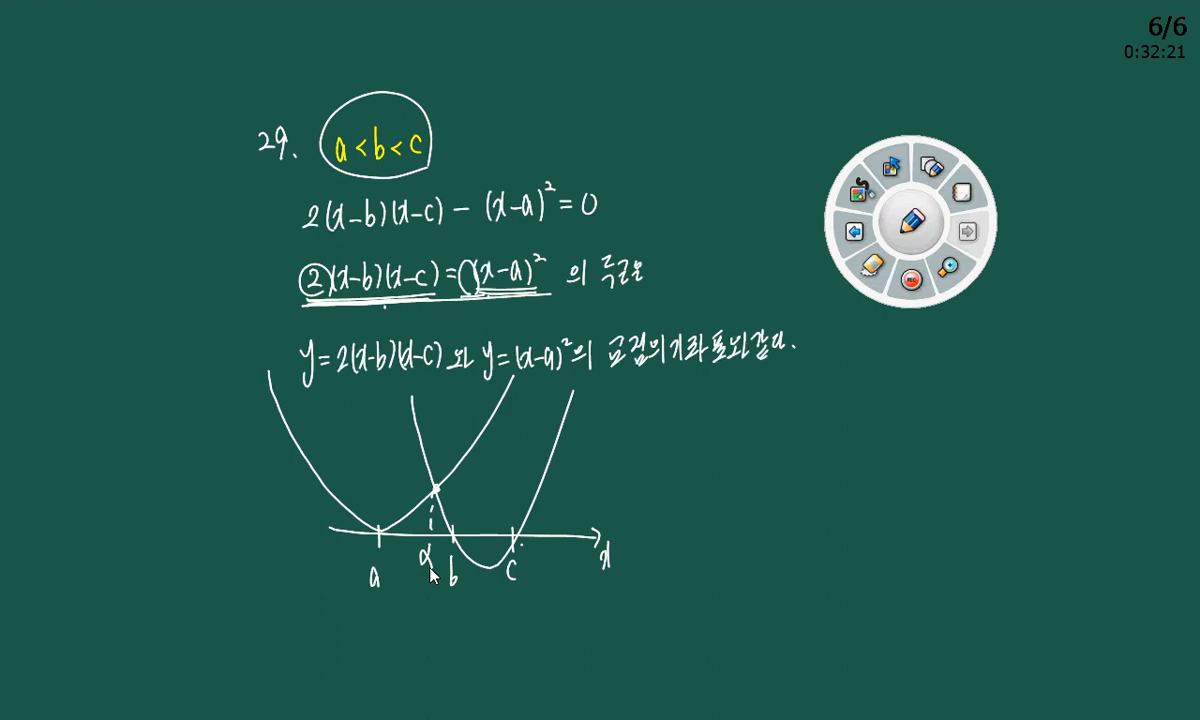 6/6
0:32:21
29. a < b < c
2(x-b)(x-c) - (x-a)² = 0
2(x-b)(x-c) = (x-a)² 의 두근은
y = 2(x-b)(x-c) 와 y = (x-a)²의 교점의 x좌표와 같다.
a α b c x
REC